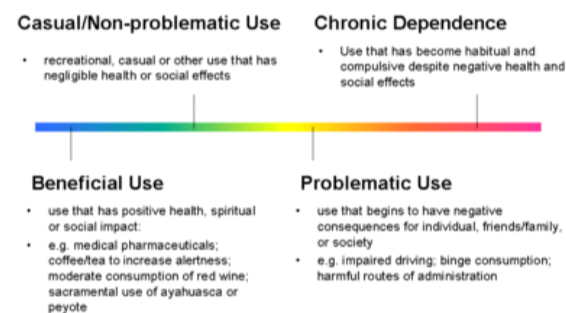 Casual/Non-problematic Use
• recreational, casual or other use that has
negligible health or social effects
Chronic Dependence
• Use that has become habitual and
compulsive despite negative health and
social effects
Beneficial Use
• use that has positive health, spiritual
or social impact:
• e.g. medical pharmaceuticals;
coffee/tea to increase alertness;
moderate consumption of red wine;
sacramental use of ayahuasca or
peyote
Problematic Use
• use that begins to have negative
consequences for individual, friends/family,
or society
• e.g. impaired driving; binge consumption;
harmful routes of administration